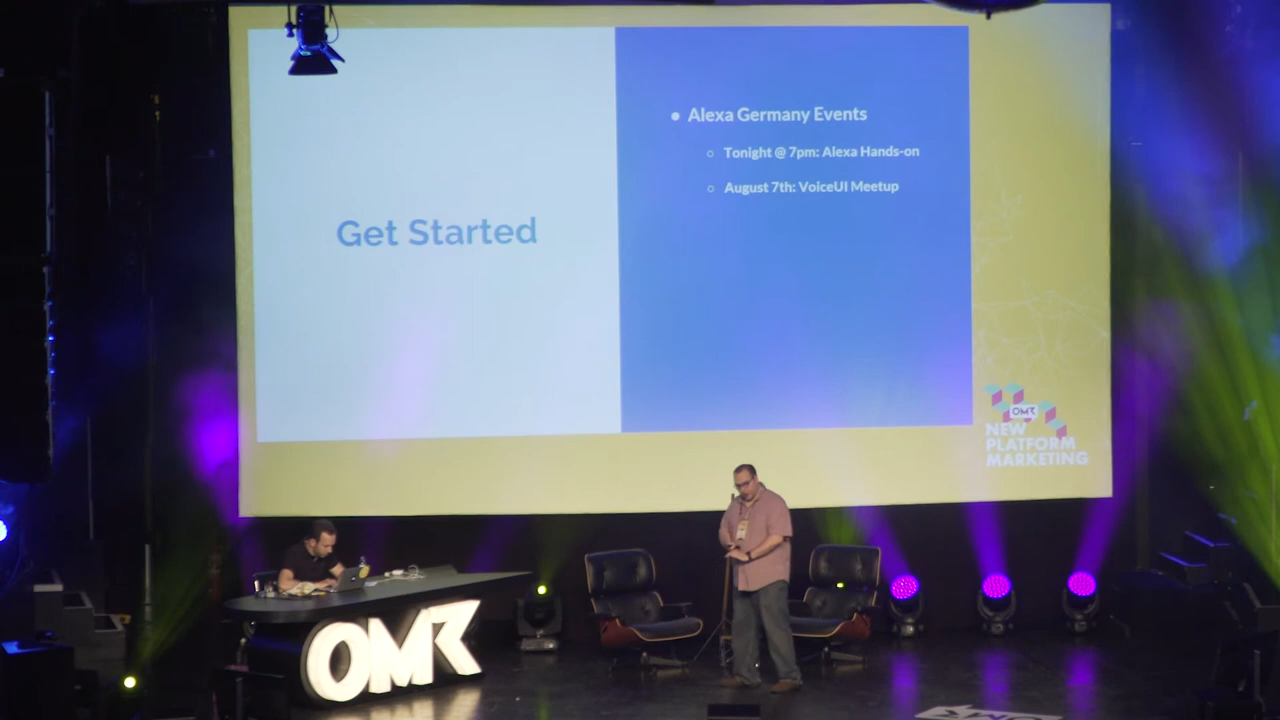 Get Started
Alexa Germany Events
Tonight @ 7pm: Alexa Hands-on
August 7th: VoiceUI Meetup
OMR
NEW
PLATFORM
MARKETING
OMR
OMR